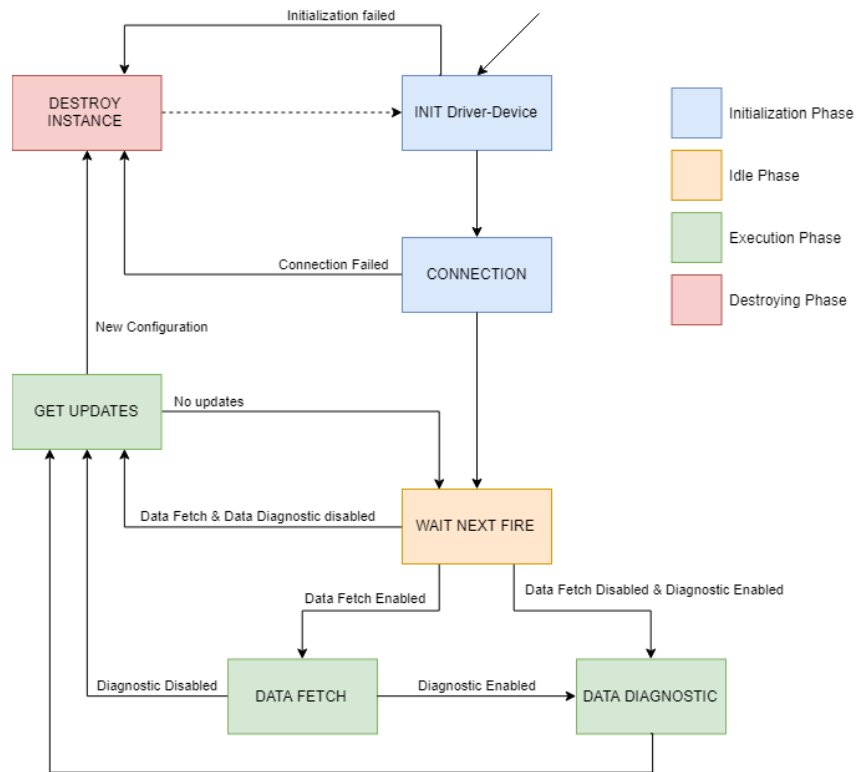 Initialization failed
DESTROY
INSTANCE
INIT Driver-Device
Initialization Phase
Idle Phase
Execution Phase
Destroying Phase
Connection Failed
CONNECTION
New Configuration
GET UPDATES
No updates
Data Fetch & Data Diagnostic disabled
WAIT NEXT FIRE
Data Fetch Enabled
Data Fetch Disabled & Diagnostic Enabled
Diagnostic Disabled
DATA FETCH
Diagnostic Enabled
DATA DIAGNOSTIC